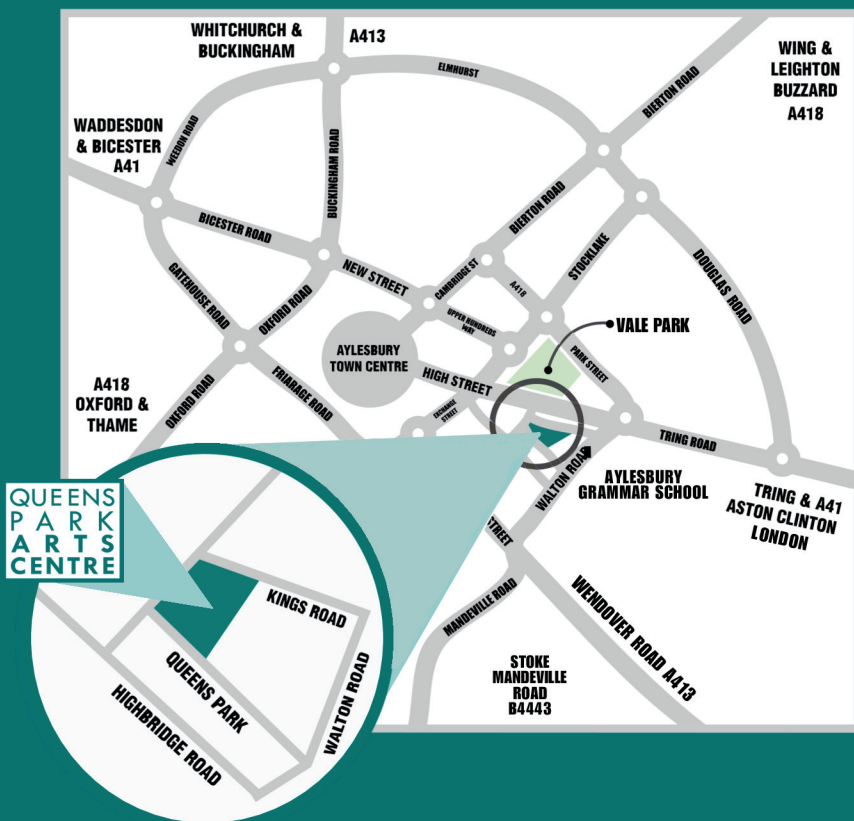 WHITCHURCH &
BUCKINGHAM
A413
ELMHURST
BIERTON ROAD
WING &
LEIGHTON
BUZZARD
A418
WADDESDON
& BICESTER
A41
WEEDON ROAD
BUCKINGHAM ROAD
BICESTER ROAD
BIERTON ROAD
STOCKLAKE
DOUGLAS ROAD
GATEHOUSE ROAD
OXFORD ROAD
NEW STREET
CAMBRIDGE ST
A418
UPPER HUNDREDS
WAY
VALE PARK
PARK STREET
AYLESBURY
TOWN CENTRE
HIGH STREET
EXCHANGE
STREET
A418
OXFORD &
THAME
OXFORD ROAD
FRIARAGE ROAD
WALTON ROAD
TRING ROAD
AYLESBURY
GRAMMAR SCHOOL
TRING & A41
ASTON CLINTON
LONDON
STREET
MANDEVILLE ROAD
WENDOVER ROAD A413
STOKE
MANDEVILLE
ROAD
B4443
QUEENS
PARK
ARTS
CENTRE
KINGS ROAD
QUEENS PARK
HIGHBRIDGE ROAD
WALTON ROAD